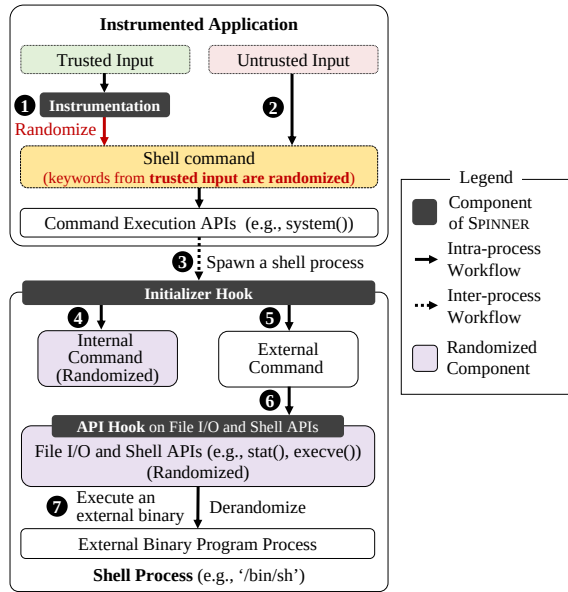 Instrumented Application
Trusted Input
Untrusted Input
1
Instrumentation
2
Randomize
Shell command
(keywords from trusted input are randomized)
Command Execution APIs (e.g., system())
3
Spawn a shell process
Initializer Hook
4
5
Internal
Command
(Randomized)
External
Command
6
API Hook on File I/O and Shell APIs
File I/O and Shell APIs (e.g., stat(), execve())
(Randomized)
7
Execute an
external binary
Derandomize
External Binary Program Process
Shell Process (e.g., ‘/bin/sh’)
Legend
Component
of SPINNER
Intra-process
Workflow
Inter-process
Workflow
Randomized
Component